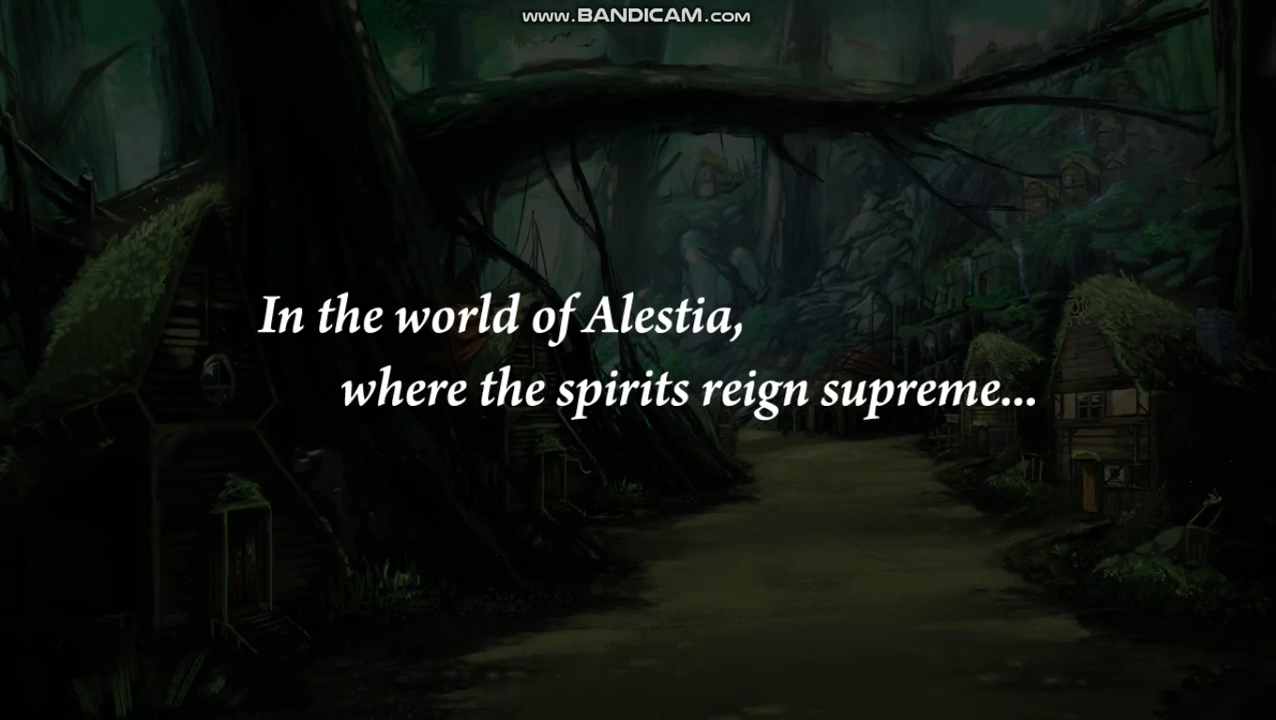 www.BANDICAM.com
In the world of Alestia,
where the spirits reign supreme...